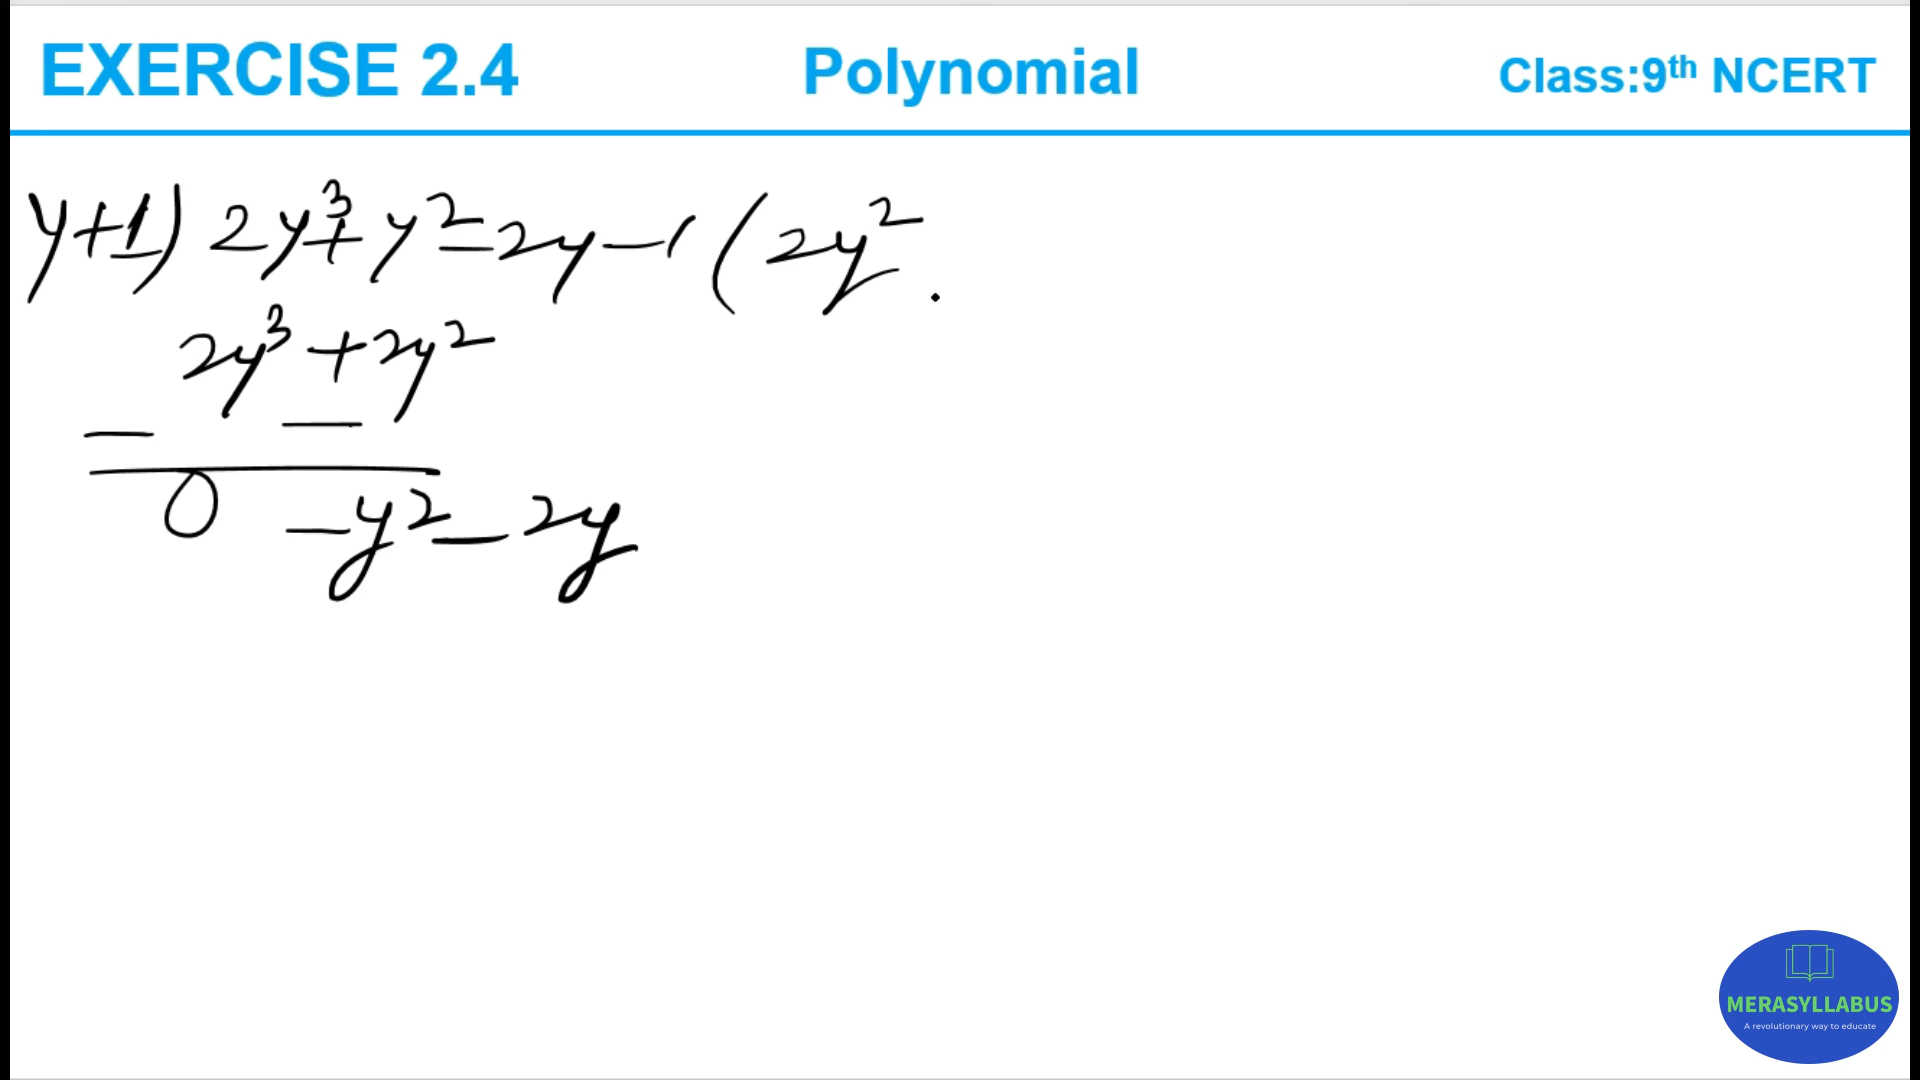 EXERCISE 2.4 Polynomial Class:9th NCERT
y+1) 2y³+y²-2y-1 (2y²
2y³+2y²
- -
0 -y²-2y
MERASYLLABUS
A revolutionary way to educate